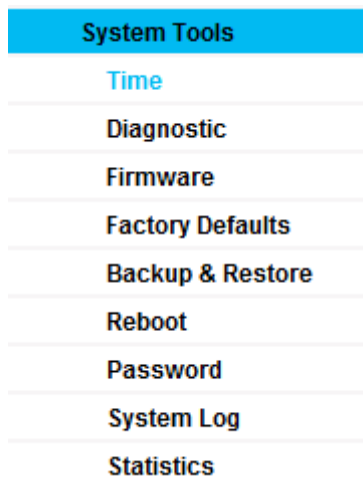 System Tools
Time
Diagnostic
Firmware
Factory Defaults
Backup & Restore
Reboot
Password
System Log
Statistics